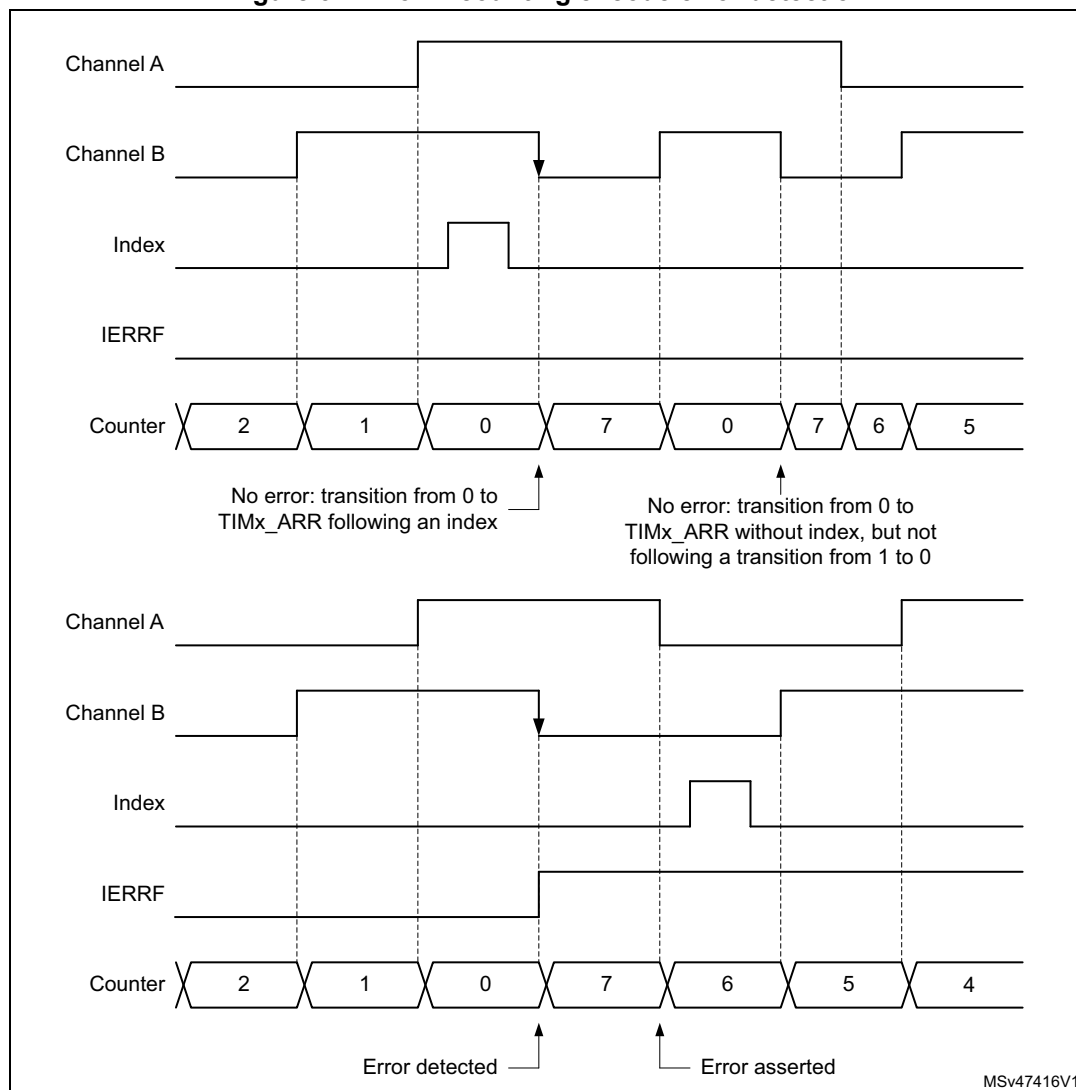 Channel A
Channel B
Index
IERRF
Counter 2 1 0 7 0 7 6 5
No error: transition from 0 to
TIMx_ARR following an index
No error: transition from 0 to
TIMx_ARR without index, but not
following a transition from 1 to 0
Channel A
Channel B
Index
IERRF
Counter 2 1 0 7 6 5 4
Error detected
Error asserted
MSv47416V1